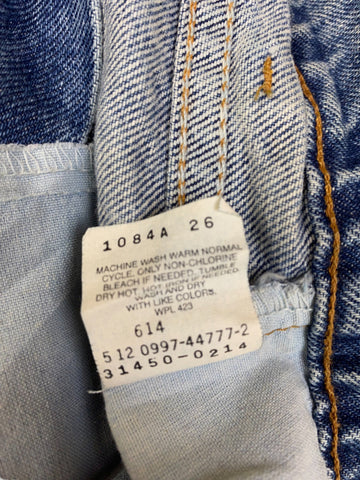 1084A 26
MACHINE WASH WARM NORMAL
CYCLE. ONLY NON-CHLORINE
BLEACH IF NEEDED. TUMBLE
DRY HOT. HOT IRON IF NEEDED.
WASH AND DRY
WITH LIKE COLORS.
WPL 423
614
5 12 0997-44777-2
31450-0214